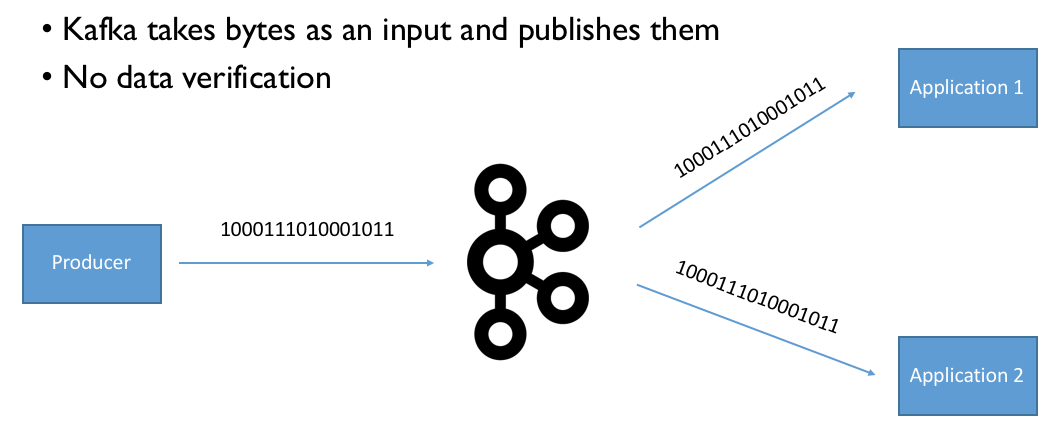 • Kafka takes bytes as an input and publishes them
• No data verification
Producer
1000111010001011
1000111010001011
Application 1
1000111010001011
Application 2